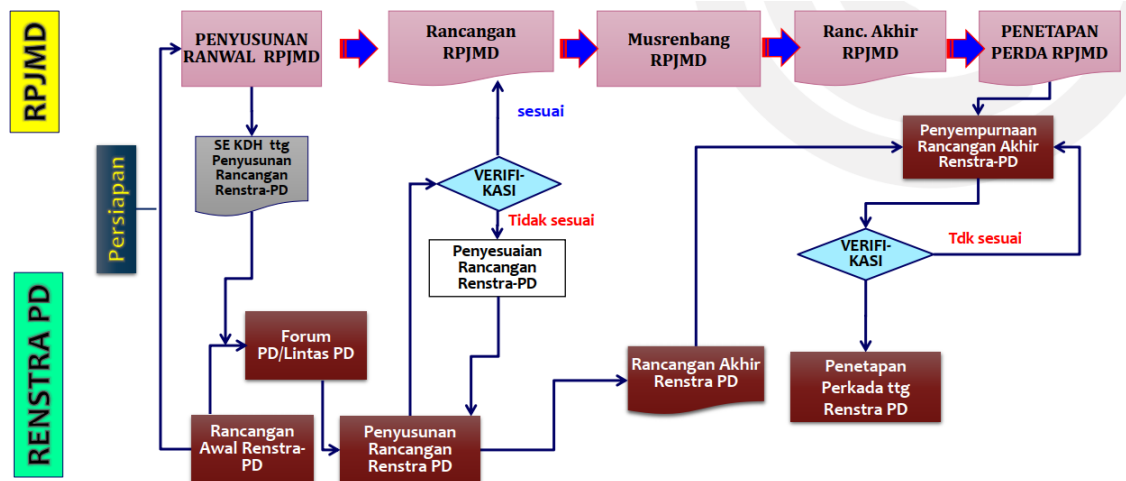 RPJMD
PENYUSUNAN
RANWAL RPJMD
Rancangan
RPJMD
Musrenbang
RPJMD
Ranc. Akhir
RPJMD
PENETAPAN
PERDA RPJMD
sesuai
SE KDH ttg
Penyusunan
Rancangan
Renstra-PD
Penyempurnaan
Rancangan Akhir
Renstra-PD
VERIFI-
KASI
Persiapan
Tidak sesuai
Penyesuaian
Rancangan
Renstra-PD
Tdk sesuai
VERIFI-
KASI
RENSTRA PD
Forum
PD/Lintas PD
Rancangan Akhir
Renstra PD
Penetapan
Perkada ttg
Renstra PD
Rancangan
Awal Renstra-
PD
Penyusunan
Rancangan
Renstra PD